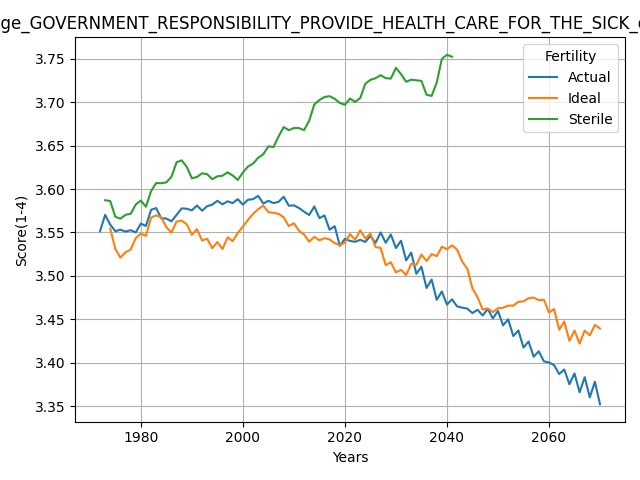 ge_GOVERNMENT_RESPONSIBILITY_PROVIDE_HEALTH_CARE_FOR_THE_SICK_
Fertility
Actual
Ideal
Sterile
Score(1-4)
3.75
3.70
3.65
3.60
3.55
3.50
3.45
3.40
3.35
1980
2000
2020
2040
2060
Years